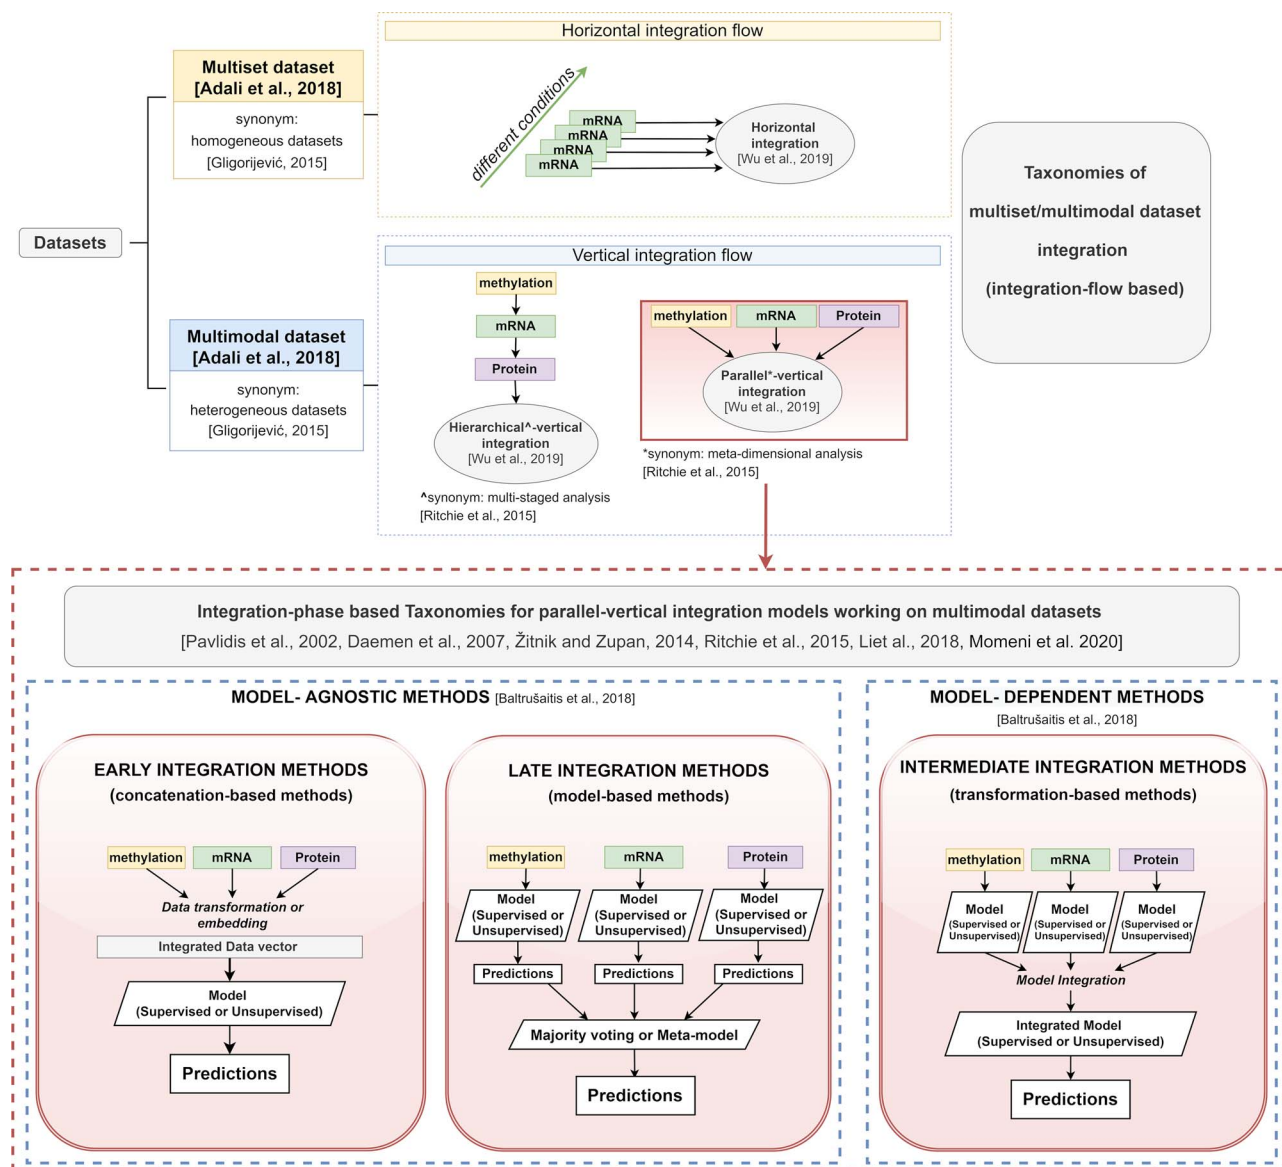 Horizontal integration flow
Multiset dataset
[Adali et al., 2018]
synonym:
homogeneous datasets
[Gligorijević, 2015]
different conditions
mRNA
mRNA
mRNA
mRNA
Horizontal
integration
[Wu et al., 2019]
Taxonomies of
multiset/multimodal dataset
integration
(integration-flow based)
Datasets
Vertical integration flow
Multimodal dataset
[Adali et al., 2018]
synonym:
heterogeneous datasets
[Gligorijević, 2015]
methylation
mRNA
Protein
Hierarchical^-vertical
integration
[Wu et al., 2019]
^synonym: multi-staged analysis
[Ritchie et al., 2015]
methylation
mRNA
Protein
Parallel*-vertical
integration
[Wu et al., 2019]
*synonym: meta-dimensional analysis
[Ritchie et al., 2015]
Integration-phase based Taxonomies for parallel-vertical integration models working on multimodal datasets
[Pavlidis et al., 2002, Daemen et al., 2007, Žitnik and Zupan, 2014, Ritchie et al., 2015, Liet al., 2018, Momeni et al. 2020]
MODEL- AGNOSTIC METHODS [Baltrušaitis et al., 2018]
EARLY INTEGRATION METHODS
(concatenation-based methods)
methylation
mRNA
Protein
Data transformation or
embedding
Integrated Data vector
Model
(Supervised or Unsupervised)
Predictions
LATE INTEGRATION METHODS
(model-based methods)
methylation
mRNA
Protein
Model
(Supervised or
Unsupervised)
Model
(Supervised or
Unsupervised)
Model
(Supervised or
Unsupervised)
Predictions
Predictions
Predictions
Majority voting or Meta-model
Predictions
MODEL- DEPENDENT METHODS
[Baltrušaitis et al., 2018]
INTERMEDIATE INTEGRATION METHODS
(transformation-based methods)
methylation
mRNA
Protein
Model
(Supervised or
Unsupervised)
Model
(Supervised or
Unsupervised)
Model
(Supervised or
Unsupervised)
Model Integration
Integrated Model
(Supervised or Unsupervised)
Predictions